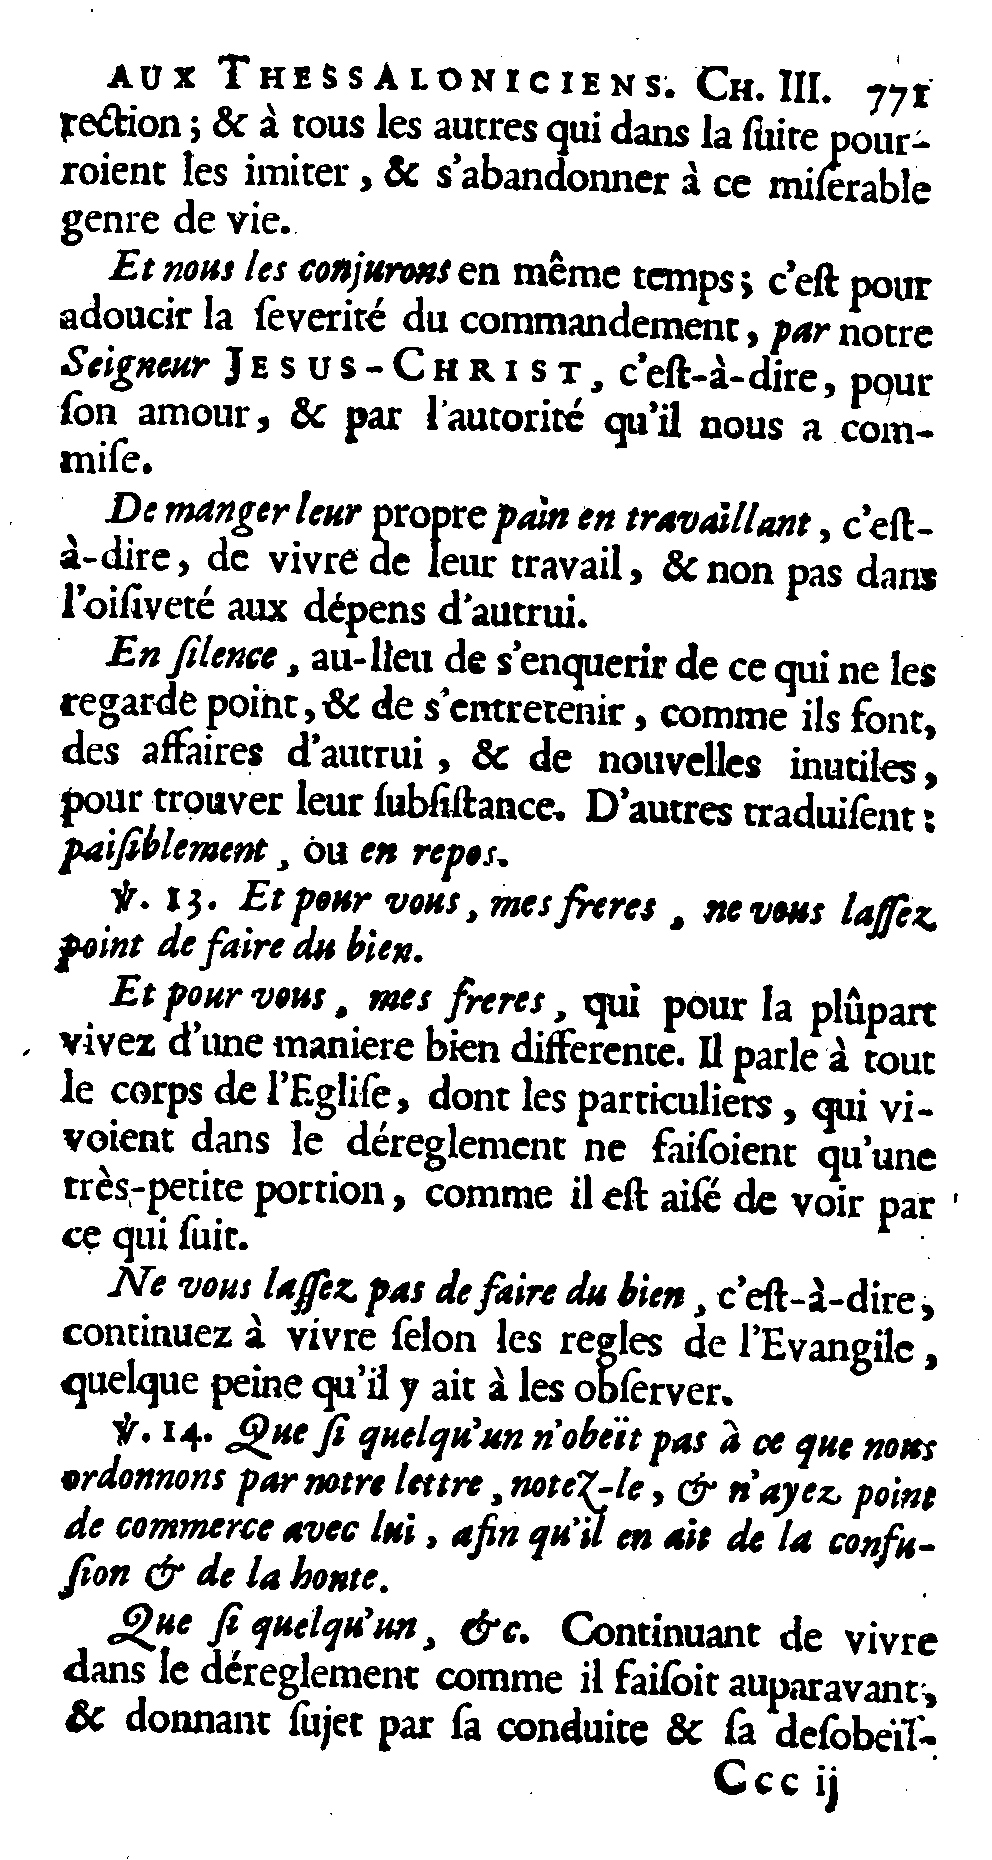 AUX THESSALONICIENS. CH. III. 771
rection ; & à tous les autres qui dans la ſuite pour-
roient les imiter, & s'abandonner à ce miſerable
genre de vie.
Et nous les conjurons en même temps ; c'eſt pour
adoucir la ſeverité du commandement, par notre
Seigneur JESUS-CHRIST, c'eſt-à-dire, pour
ſon amour, & par l'autorité qu'il nous a com-
miſe.
De manger leur propre pain en travaillant, c'eſt-
à-dire, de vivre de leur travail, & non pas dans
l'oiſiveté aux dépens d'autrui.
En ſilence, au-lieu de s'enquerir de ce qui ne les
regarde point, & de s'entretenir, comme ils font,
des affaires d'autrui, & de nouvelles inutiles,
pour trouver leur ſubſiſtance. D'autres traduiſent :
paiſiblement, ou en repos.
℣. 13. Et pour vous, mes freres, ne vous laſſez
point de faire du bien.
Et pour vous, mes freres, qui pour la plûpart
vivez d'une maniere bien differente. Il parle à tout
le corps de l'Egliſe, dont les particuliers, qui vi-
voient dans le déreglement ne faiſoient qu'une
très-petite portion, comme il eſt aiſé de voir par
ce qui ſuit.
Ne vous laſſez pas de faire du bien, c'eſt-à-dire,
continuez à vivre ſelon les regles de l'Evangile,
quelque peine qu'il y ait à les obſerver.
℣. 14. Que ſi quelqu'un n'obeït pas à ce que nous
ordonnons par notre lettre, notez-le, & n'ayez point
de commerce avec lui, afin qu'il en ait de la confu-
ſion & de la honte.
Que ſi quelqu'un, &c. Continuant de vivre
dans le déreglement comme il faiſoit auparavant,
& donnant ſujet par ſa conduite & ſa deſobeïſ-
Ccc ij